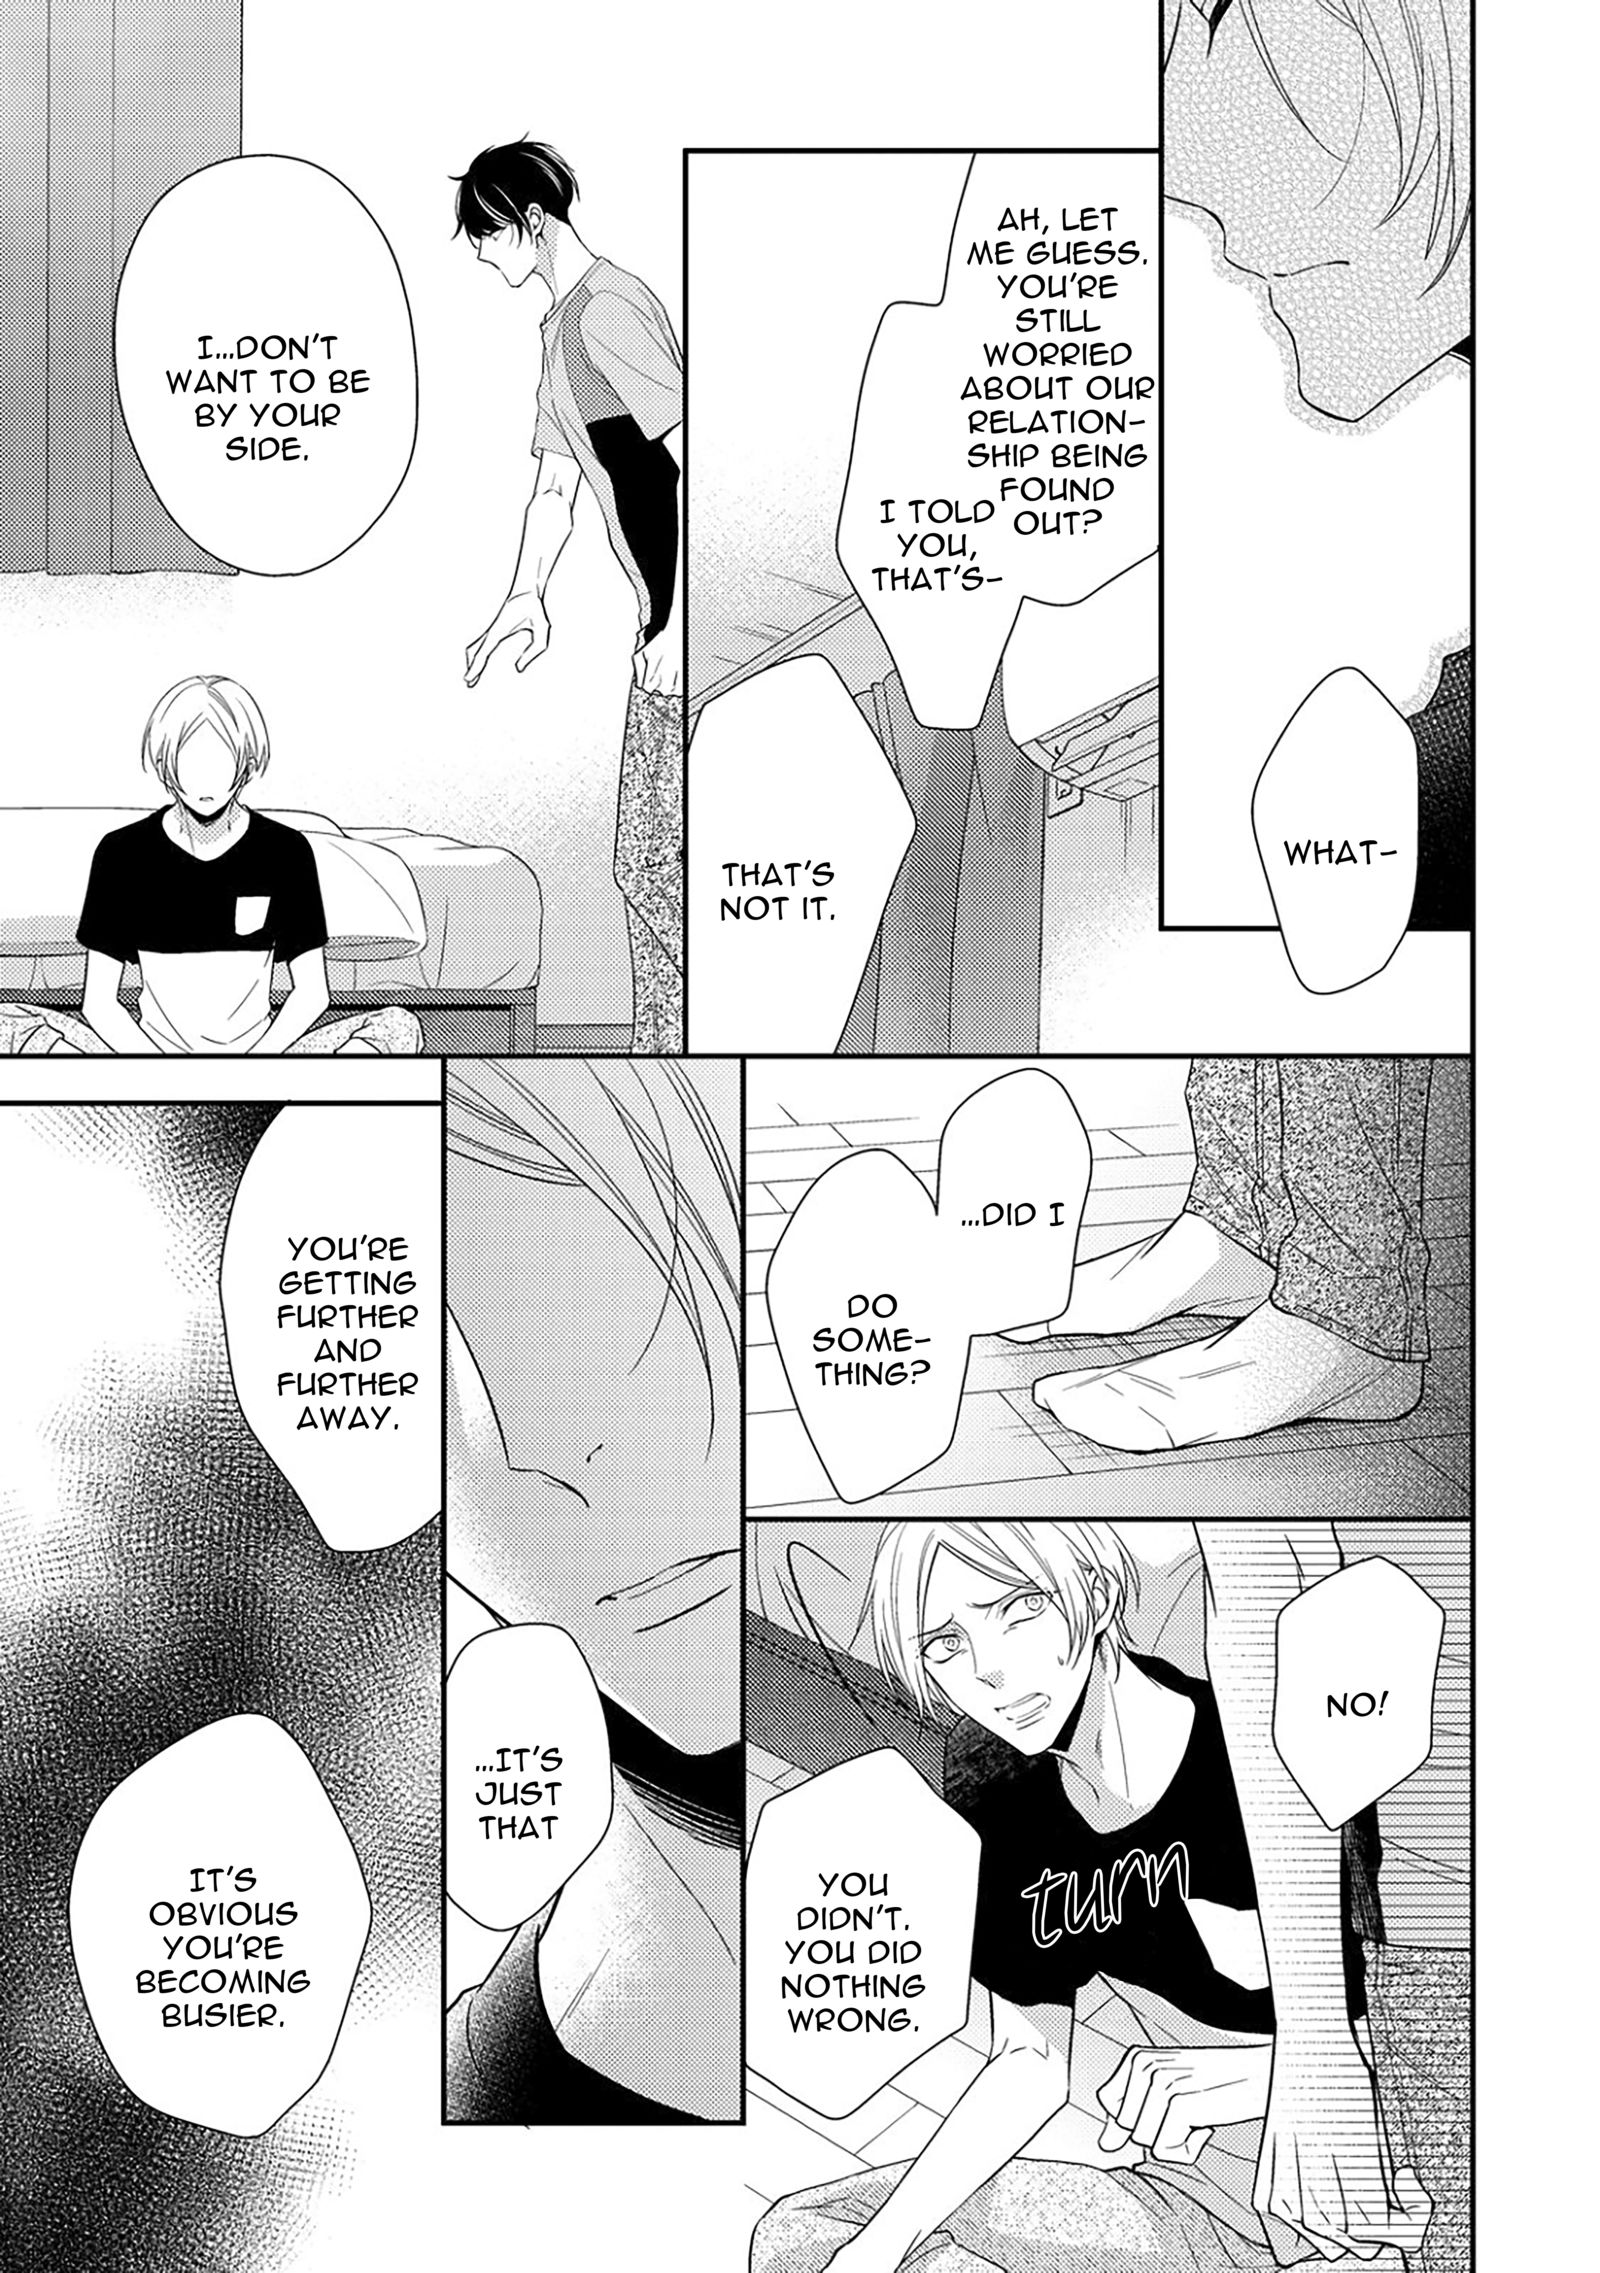 WHAT-
AH, LET
ME GUESS.
YOU'RE
STILL
WORRIED
ABOUT OUR
RELATION-
SHIP BEING
FOUND
OUT?
I TOLD
YOU,
THAT'S-
THAT'S
NOT IT.
I...DON'T
WANT TO BE
BY YOUR
SIDE.
...DID I
DO
SOME-
THING?
NO!
turn
YOU
DIDN'T.
YOU DID
NOTHING
WRONG.
...IT'S
JUST
THAT
YOU'RE
GETTING
FURTHER
AND
FURTHER
AWAY.
IT'S
OBVIOUS
YOU'RE
BECOMING
BUSIER.